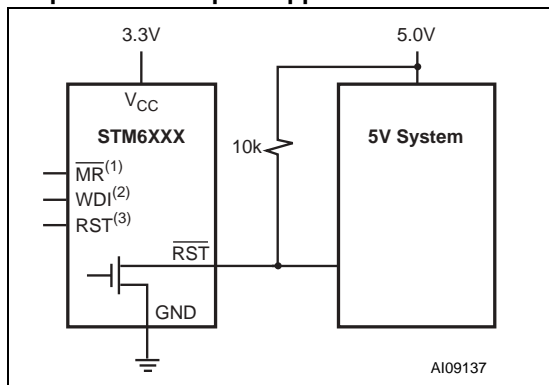 3.3V
5.0V
VCC
STM6XXX
5V System
10k
MR(1)
WDI(2)
RST(3)
RST
GND
AI09137